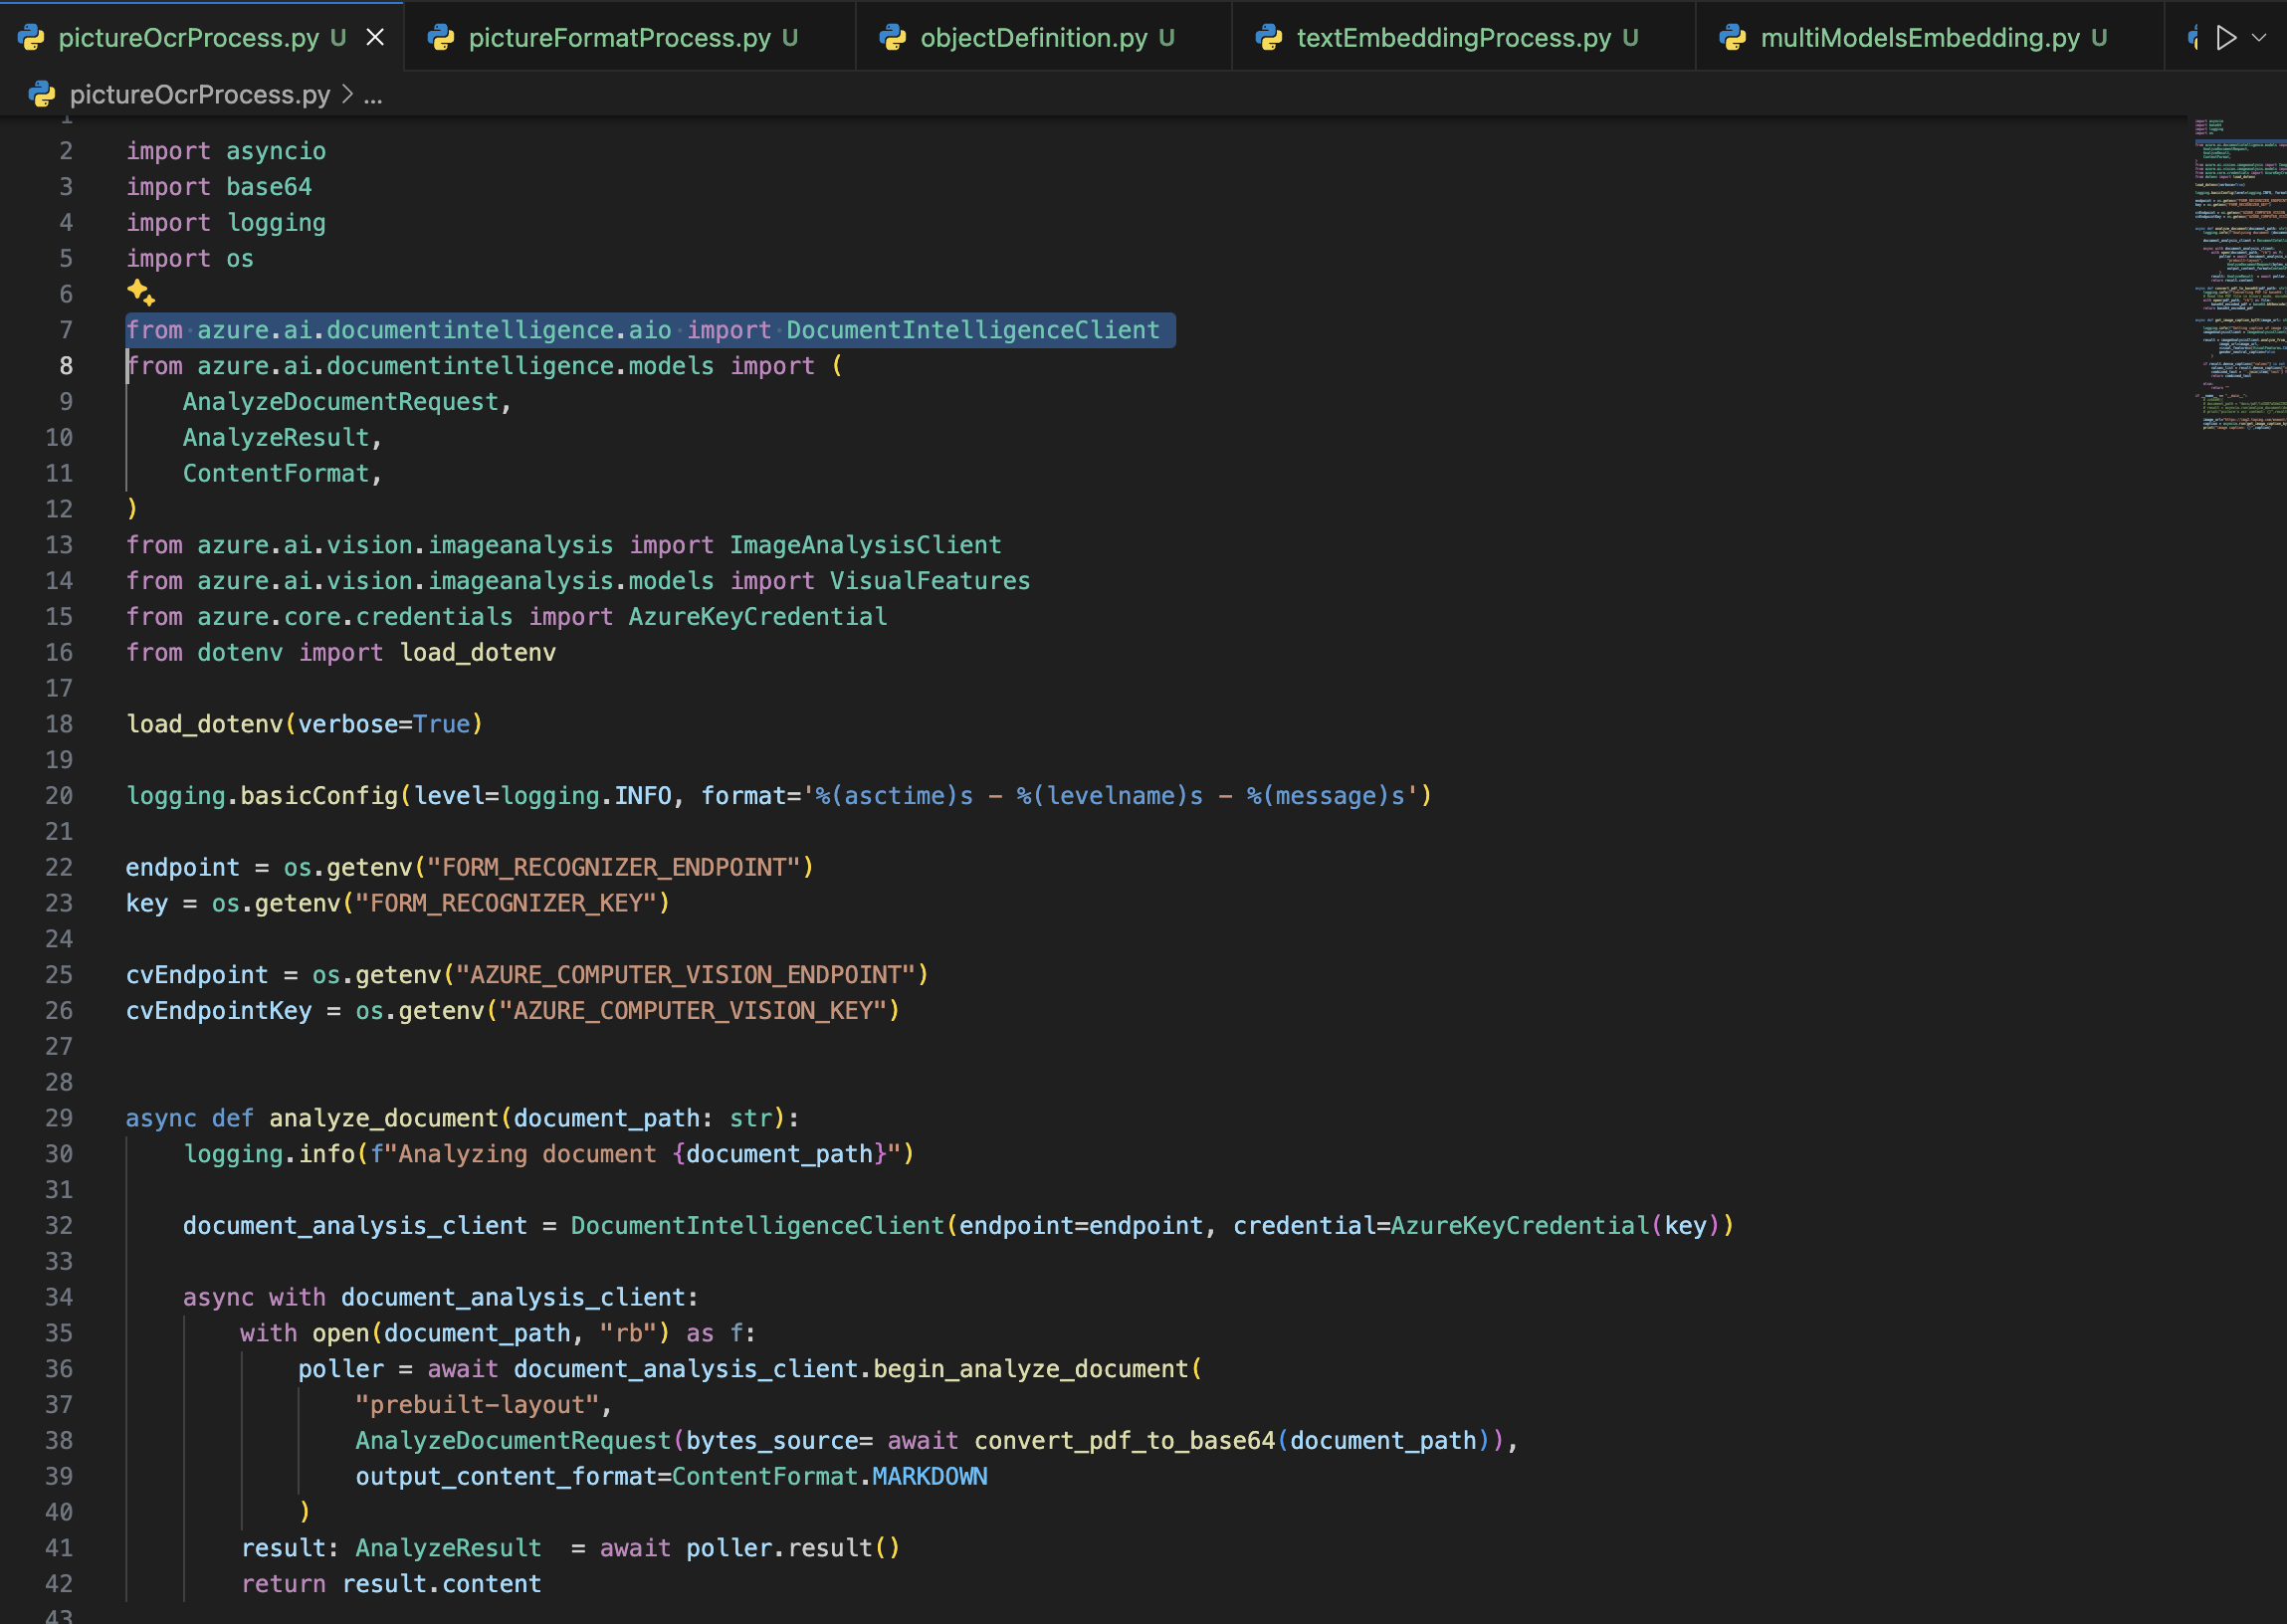 pictureOcrProcess.py U
pictureFormatProcess.py U
objectDefinition.py U
textEmbeddingProcess.py U
multiModelsEmbedding.py U
pictureOcrProcess.py > ...
1
2 import asyncio
3 import base64
4 import logging
5 import os
6
7 from azure.ai.documentintelligence.aio import DocumentIntelligenceClient
8 from azure.ai.documentintelligence.models import (
9     AnalyzeDocumentRequest,
10     AnalyzeResult,
11     ContentFormat,
12 )
13 from azure.ai.vision.imageanalysis import ImageAnalysisClient
14 from azure.ai.vision.imageanalysis.models import VisualFeatures
15 from azure.core.credentials import AzureKeyCredential
16 from dotenv import load_dotenv
17
18 load_dotenv(verbose=True)
19
20 logging.basicConfig(level=logging.INFO, format='%(asctime)s - %(levelname)s - %(message)s')
21
22 endpoint = os.getenv("FORM_RECOGNIZER_ENDPOINT")
23 key = os.getenv("FORM_RECOGNIZER_KEY")
24
25 cvEndpoint = os.getenv("AZURE_COMPUTER_VISION_ENDPOINT")
26 cvEndpointKey = os.getenv("AZURE_COMPUTER_VISION_KEY")
27
28
29 async def analyze_document(document_path: str):
30     logging.info(f"Analyzing document {document_path}")
31
32     document_analysis_client = DocumentIntelligenceClient(endpoint=endpoint, credential=AzureKeyCredential(key))
33
34     async with document_analysis_client:
35         with open(document_path, "rb") as f:
36             poller = await document_analysis_client.begin_analyze_document(
37                 "prebuilt-layout",
38                 AnalyzeDocumentRequest(bytes_source= await convert_pdf_to_base64(document_path)),
39                 output_content_format=ContentFormat.MARKDOWN
40             )
41         result: AnalyzeResult  = await poller.result()
42         return result.content
43